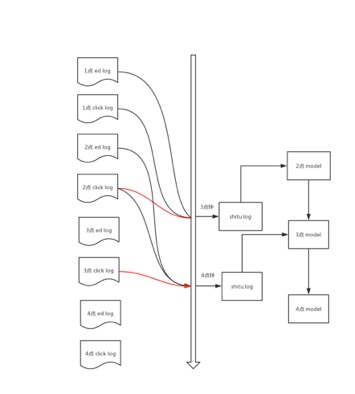 1点 ed log
1点 click log
2点 ed log
2点 click log
3点 ed log
3点 click log
4点 ed log
4点 click log
3点钟
shitu.log
4点钟
shitu.log
2点 model
3点 model
4点 model